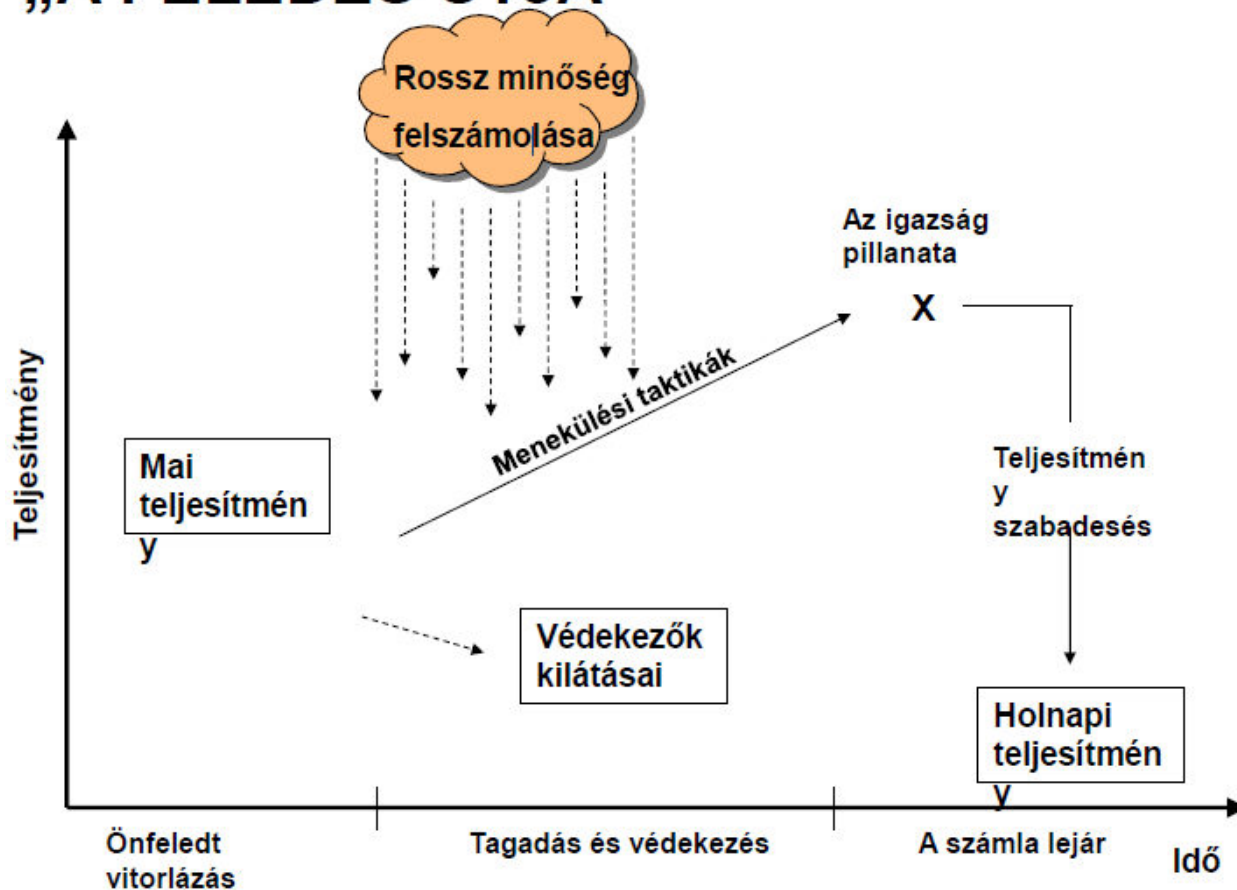 Rossz minőség
felszámolása
Az igazság
pillanata
X
Teljesítmény
Menekülési taktikák
Mai
teljesítmén
y
Teljesítmén
y
szabadesés
Védekezők
kilátásai
Holnapi
teljesítmén
y
Önfeledt
vitorlázás
Tagadás és védekezés
A számla lejár
Idő